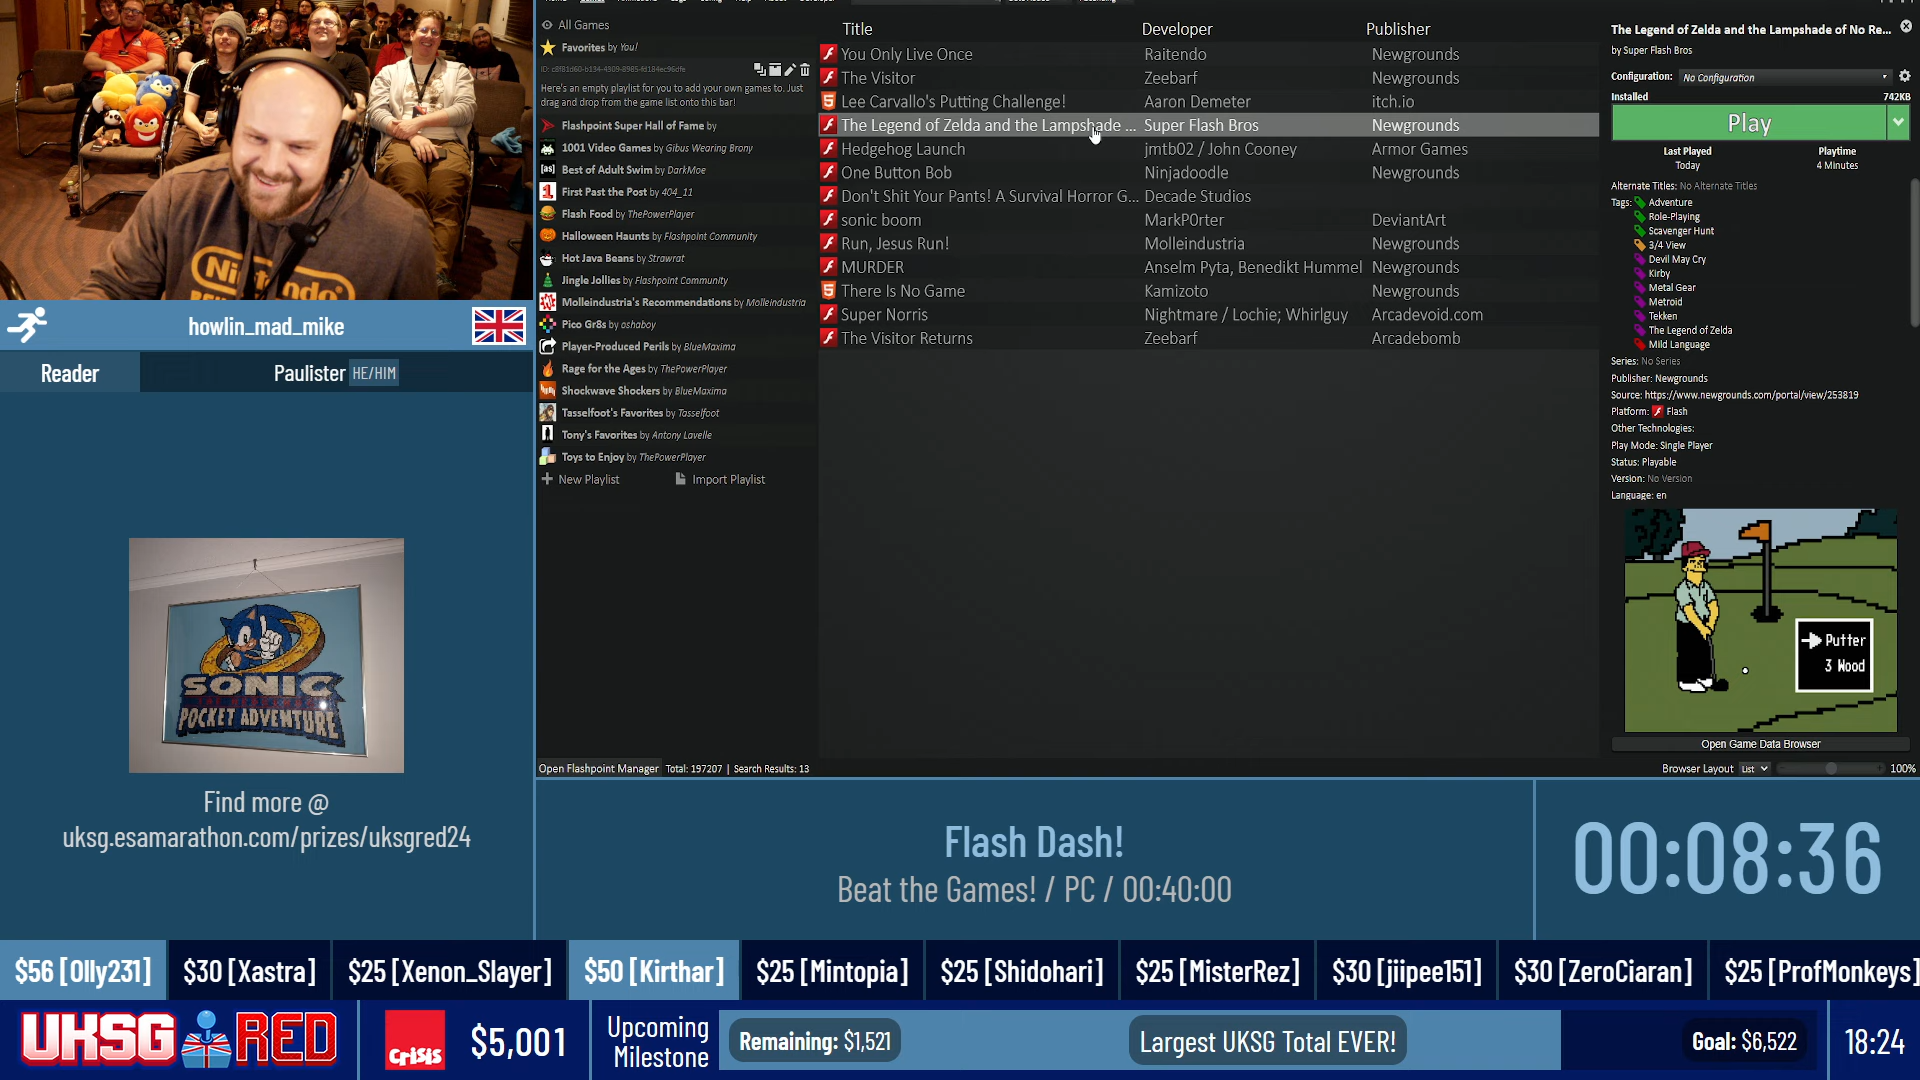 Nintendo
howlin_mad_mike
Reader
Paulister HE/HIM
SONIC
POCKET ADVENTURE
Find more @
uksg.esamarathon.com/prizes/uksgred24
All Games
Favorites by You!
Here's an empty playlist for you to add your own games to. Just
drag and drop from the game list onto this bar!
Flashpoint Super Hall of Fame by
1001 Video Games by Gibus Wearing Brony
Best of Adult Swim by DarkMoe
First Past the Post by 404_11
Flash Food by ThePowerPlayer
Halloween Haunts by Flashpoint Community
Hot Java Beans by Strawrat
Jingle Jollies by Flashpoint Community
Molleindustria's Recommendations by Molleindustria
Pico Gr8s by oshaboy
Player-Produced Perils by BlueMaxima
Rage for the Ages by ThePowerPlayer
Shockwave Shockers by BlueMaxima
Tasselfoot's Favorites by Tasselfoot
Tony's Favorites by Antony Lavelle
Toys to Enjoy by ThePowerPlayer
New Playlist Import Playlist
Title Developer Publisher
You Only Live Once Raitendo Newgrounds
The Visitor Zeebarf Newgrounds
Lee Carvallo's Putting Challenge! Aaron Demeter itch.io
The Legend of Zelda and the Lampshade ... Super Flash Bros Newgrounds
Hedgehog Launch jmtb02 / John Cooney Armor Games
One Button Bob Ninjadoodle Newgrounds
Don't Shit Your Pants! A Survival Horror G... Decade Studios
sonic boom MarkP0rter DeviantArt
Run, Jesus Run! Molleindustria Newgrounds
MURDER Anselm Pyta, Benedikt Hummel Newgrounds
There Is No Game Kamizoto Newgrounds
Super Norris Nightmare / Lochie; Whirlguy Arcadevoid.com
The Visitor Returns Zeebarf Arcadebomb
The Legend of Zelda and the Lampshade of No Re...
by Super Flash Bros
Configuration: No Configuration
Installed 742KB
Play
Last Played Playtime
Today 4 Minutes
Alternate Titles: No Alternate Titles
Tags: Adventure
Role-Playing
Scavenger Hunt
3/4 View
Devil May Cry
Kirby
Metal Gear
Metroid
Tekken
The Legend of Zelda
Mild Language
Series: No Series
Publisher: Newgrounds
Source: https://www.newgrounds.com/portal/view/253819
Platform: Flash
Other Technologies:
Play Mode: Single Player
Status: Playable
Version: No Version
Language: en
Putter
3 Wood
Open Game Data Browser
Open Flashpoint Manager Total: 197207 | Search Results: 13
Browser Layout List 100%
Flash Dash!
Beat the Games! / PC / 00:40:00
00:08:36
$56 [Olly231] $30 [Xastra] $25 [Xenon_Slayer] $50 [Kirthar] $25 [Mintopia] $25 [Shidohari] $25 [MisterRez] $30 [jiipee151] $30 [ZeroCiaran] $25 [ProfMonkeys]
UKSG RED
CRISIS $5,001
Upcoming
Milestone
Remaining: $1,521 Largest UKSG Total EVER! Goal: $6,522
18:24